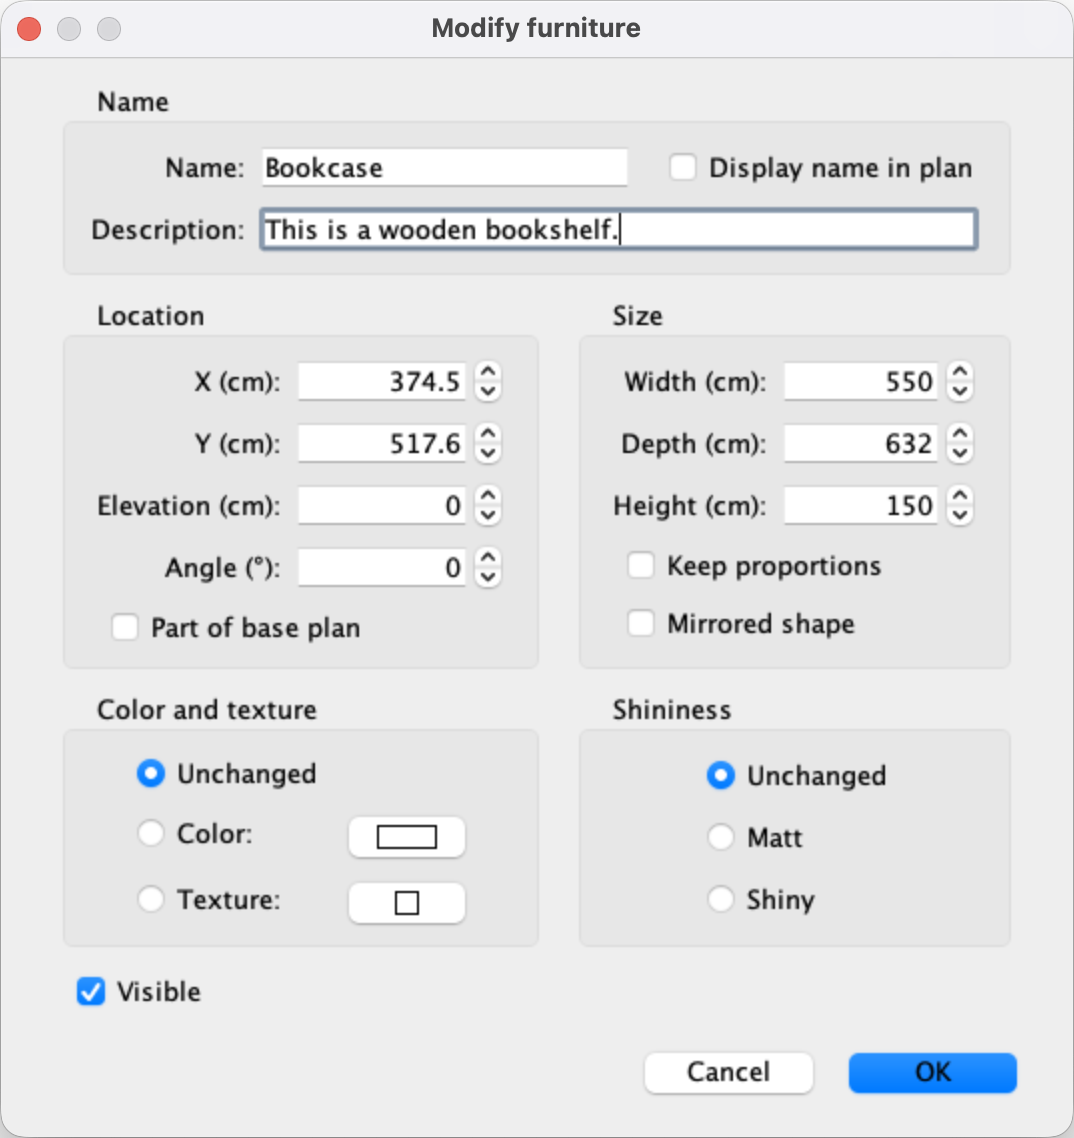 Modify furniture
Name
Name: Bookcase Display name in plan
Description: This is a wooden bookshelf.
Location
X (cm): 374.5
Y (cm): 517.6
Elevation (cm): 0
Angle (°): 0
Part of base plan
Size
Width (cm): 550
Depth (cm): 632
Height (cm): 150
Keep proportions
Mirrored shape
Color and texture
Unchanged
Color:
Texture:
Shininess
Unchanged
Matt
Shiny
Visible
Cancel OK